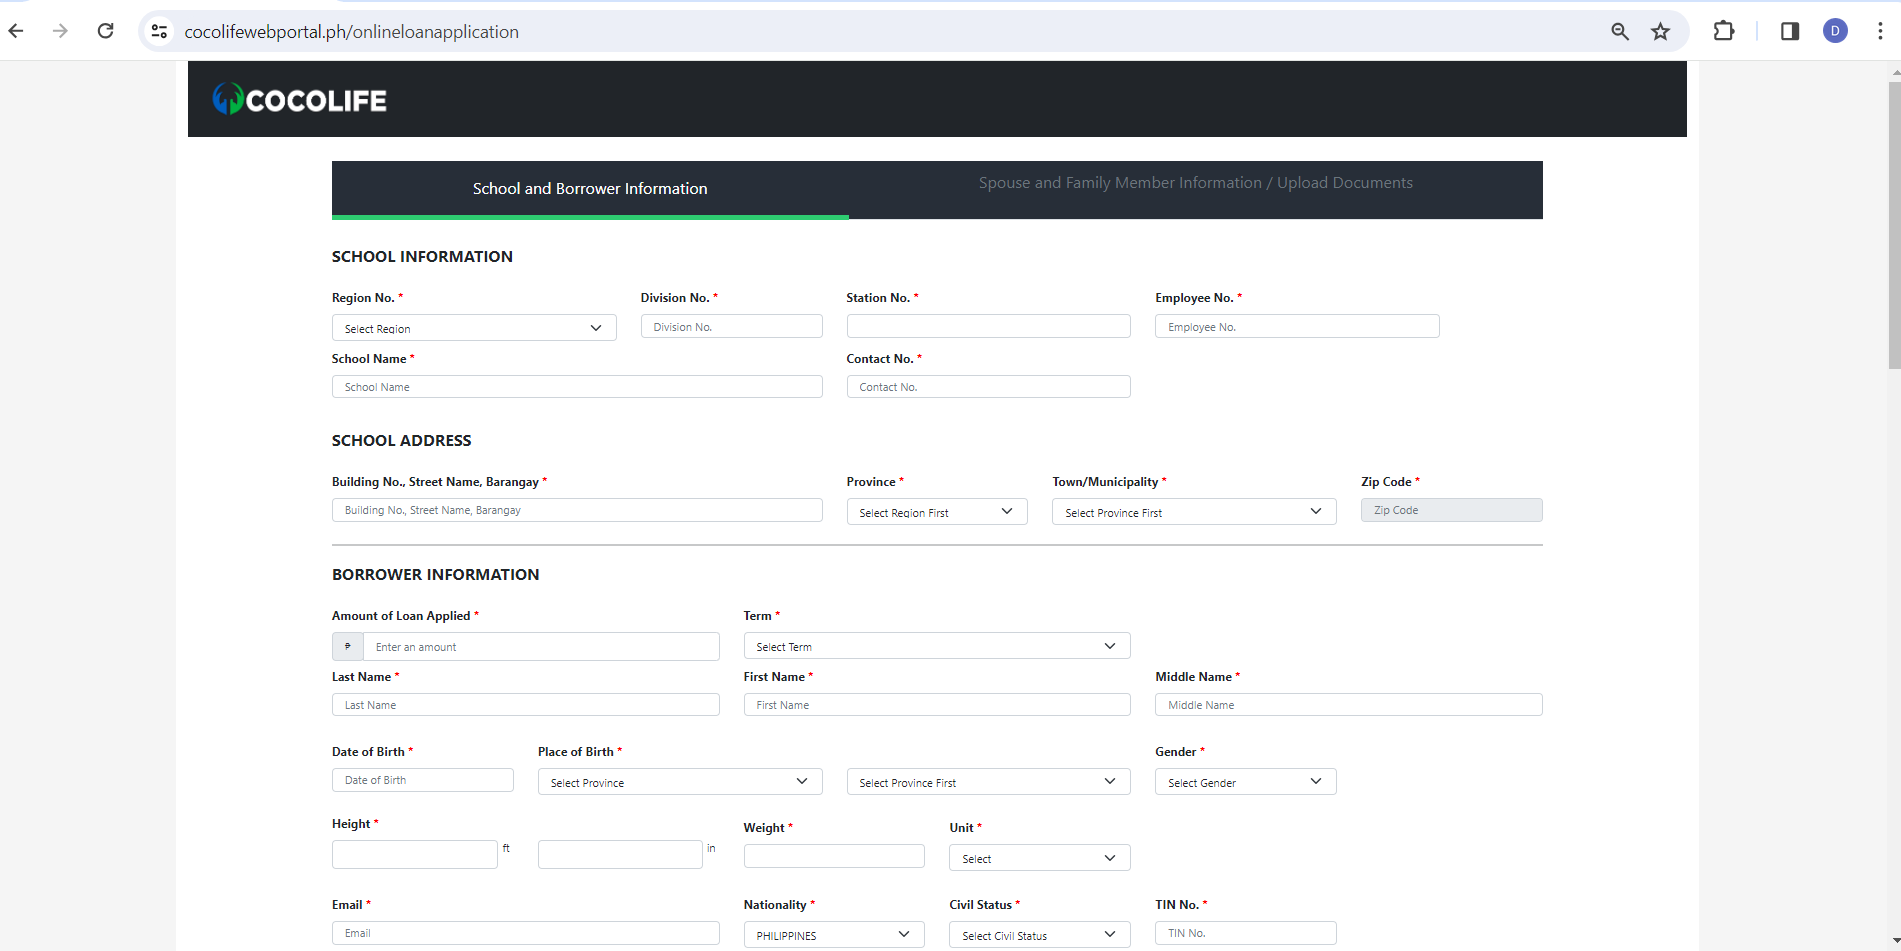 cocolifewebportal.ph/onlineloanapplication
D
COCOLIFE
School and Borrower Information
Spouse and Family Member Information / Upload Documents
SCHOOL INFORMATION
Region No. * Division No. * Station No. * Employee No. *
Select Region Division No. Employee No.
School Name * Contact No. *
School Name Contact No.
SCHOOL ADDRESS
Building No., Street Name, Barangay * Province * Town/Municipality * Zip Code *
Building No., Street Name, Barangay Select Region First Select Province First Zip Code
BORROWER INFORMATION
Amount of Loan Applied * Term *
₱ Enter an amount Select Term
Last Name * First Name * Middle Name *
Last Name First Name Middle Name
Date of Birth * Place of Birth * Gender *
Date of Birth Select Province Select Province First Select Gender
Height * Weight * Unit *
ft in Select
Email * Nationality * Civil Status * TIN No. *
Email PHILIPPINES Select Civil Status TIN No.